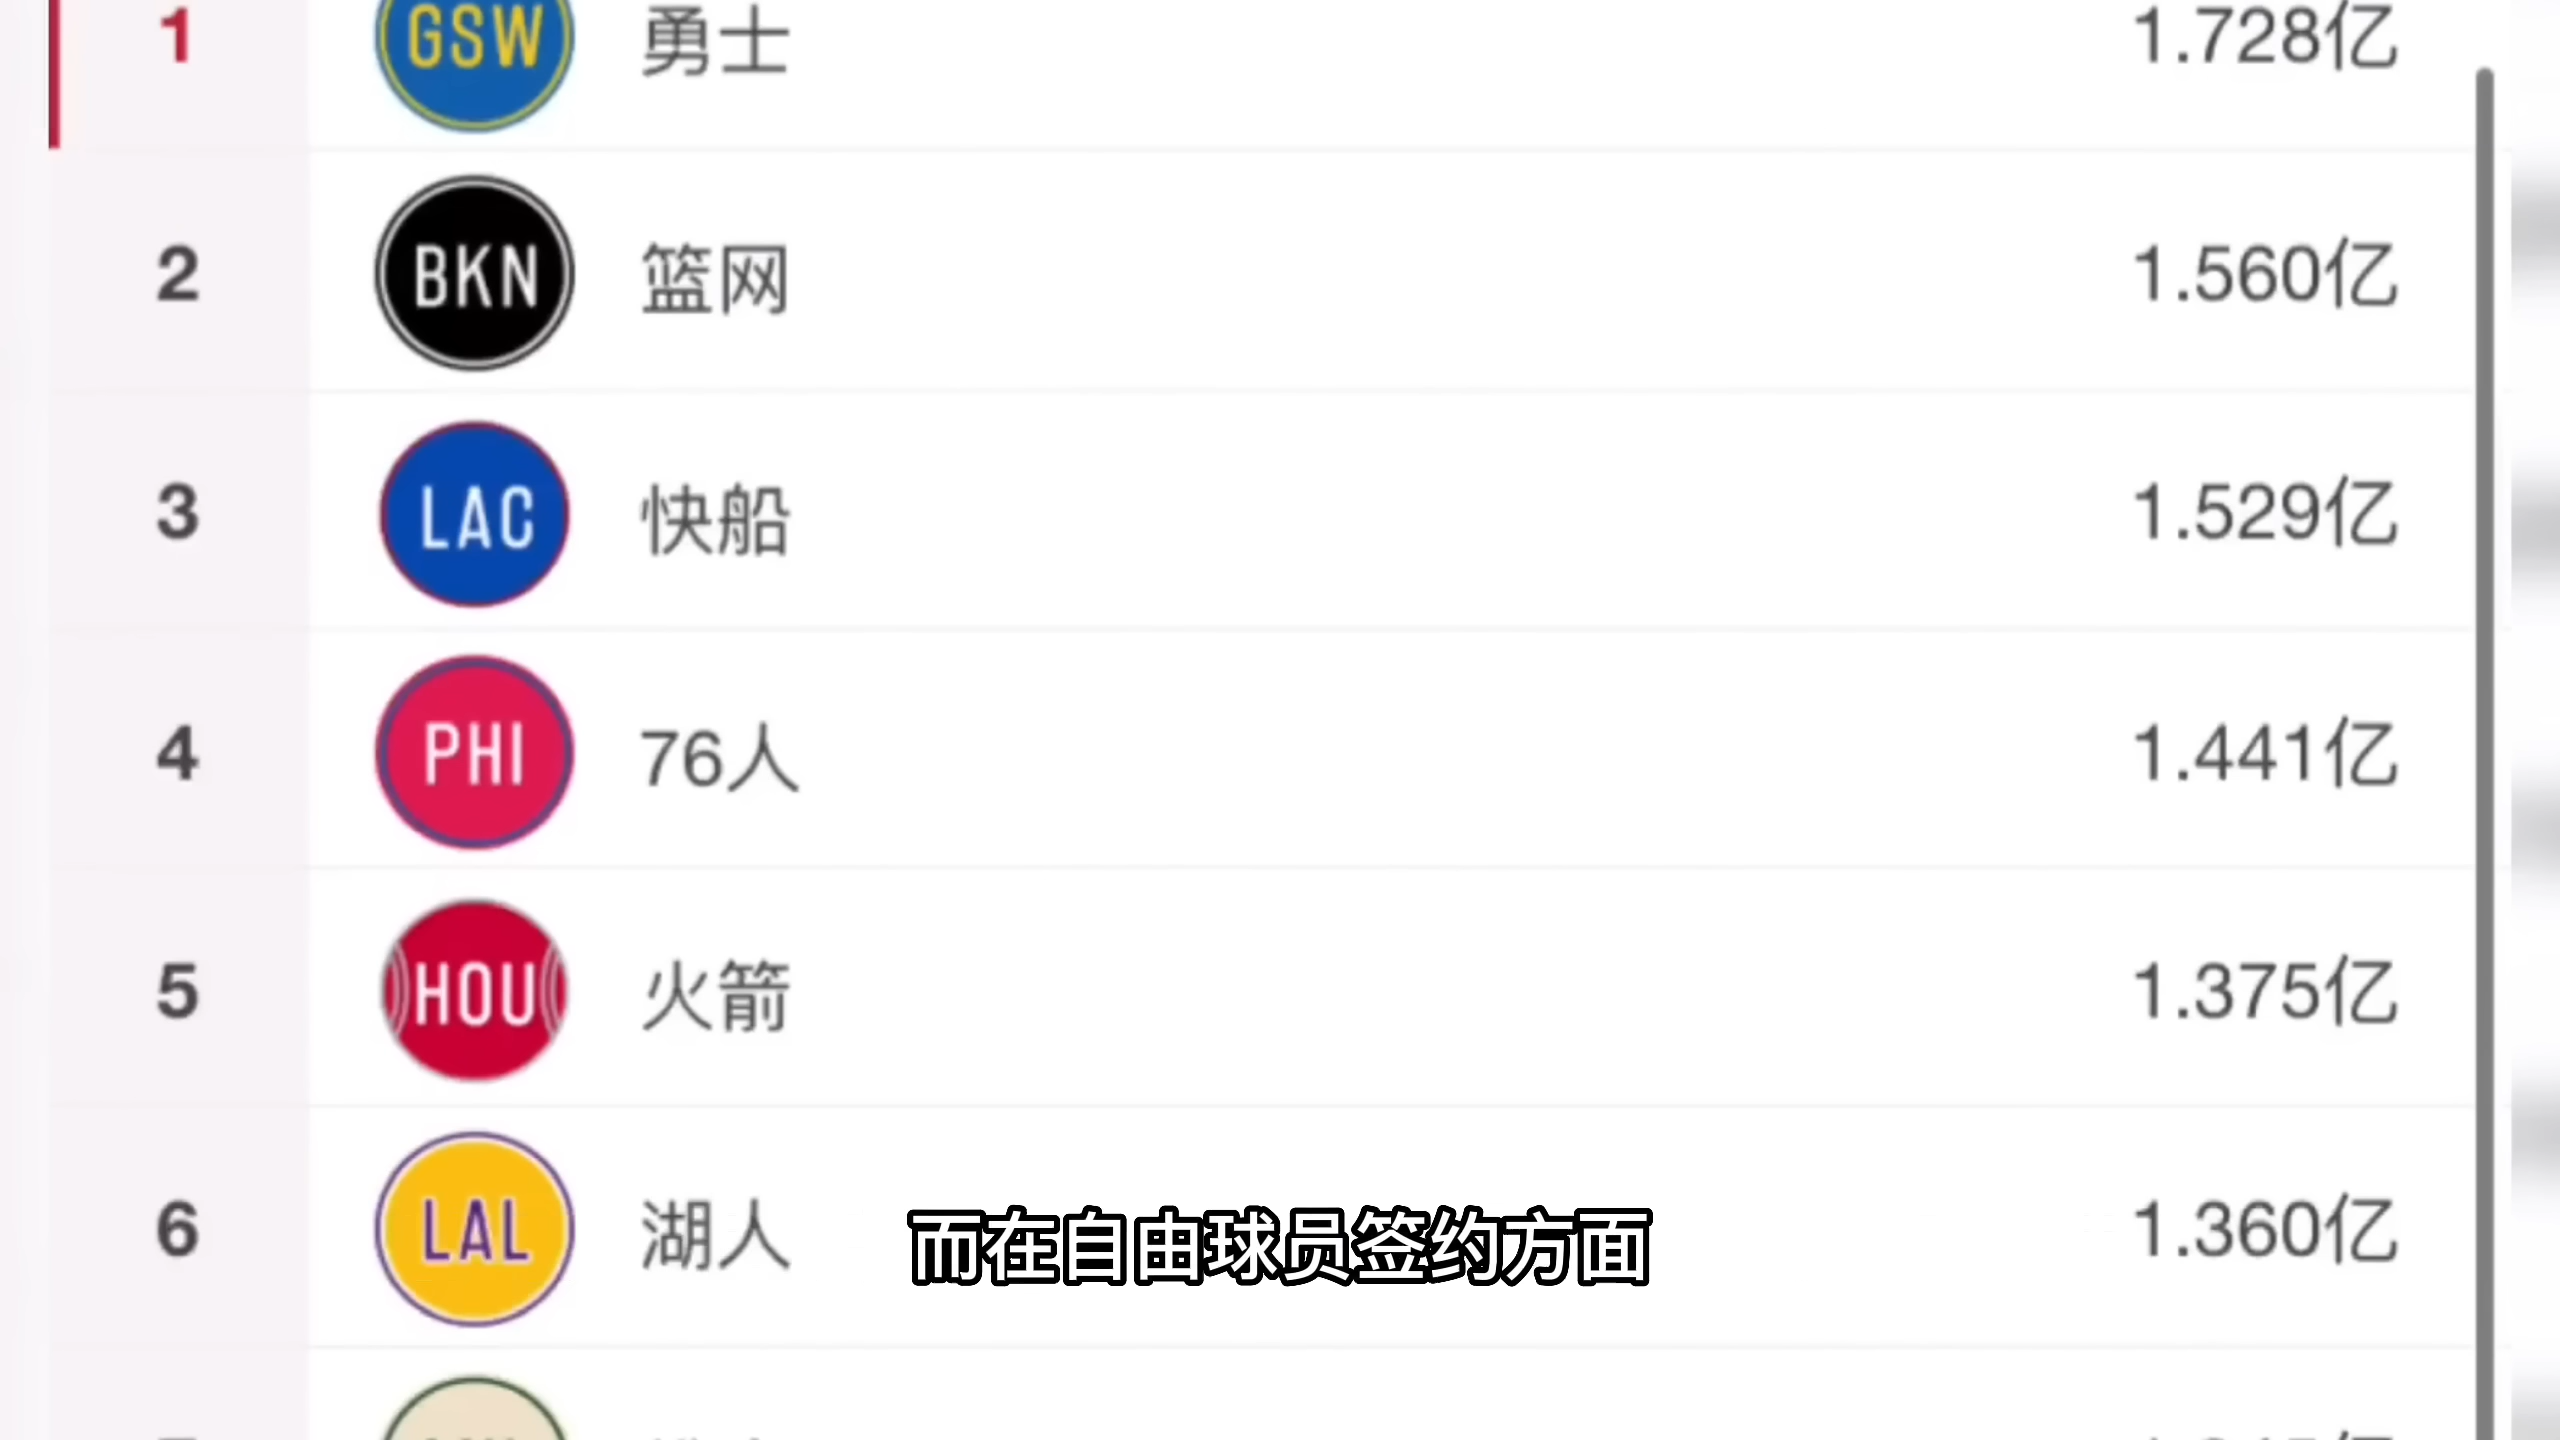 1 GSW 勇士 1.728亿
2 BKN 篮网 1.560亿
3 LAC 快船 1.529亿
4 PHI 76人 1.441亿
5 HOU 火箭 1.375亿
6 LAL 湖人 1.360亿
而在自由球员签约方面